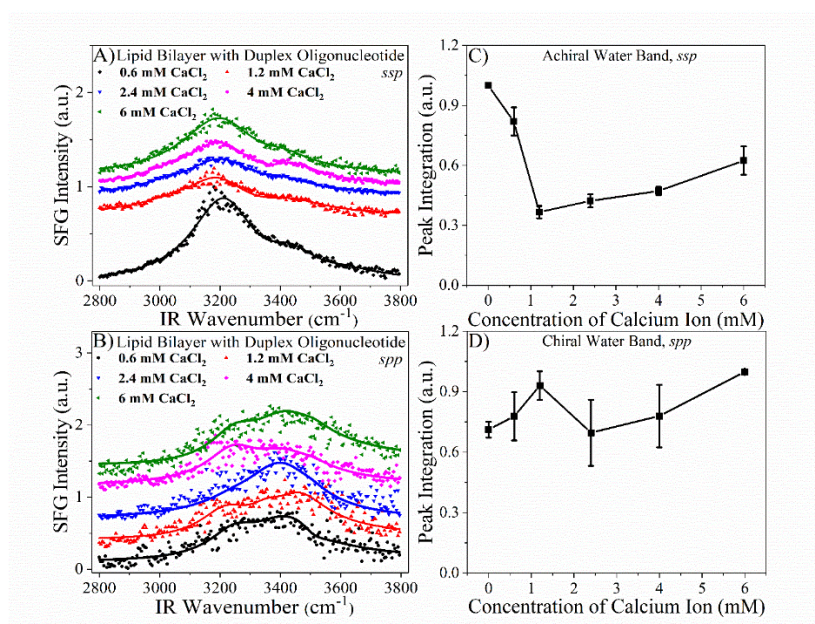 A) Lipid Bilayer with Duplex Oligonucleotide
ssp
0.6 mM CaCl₂ 1.2 mM CaCl₂
2.4 mM CaCl₂ 4 mM CaCl₂
6 mM CaCl₂
SFG Intensity (a.u.)
2
1
0
2800 3000 3200 3400 3600 3800
IR Wavenumber (cm⁻¹)
C) Achiral Water Band, ssp
Peak Integration (a.u.)
1.2
0.9
0.6
0.3
0.0
0 1 2 3 4 5 6
Concentration of Calcium Ion (mM)
B) Lipid Bilayer with Duplex Oligonucleotide
spp
0.6 mM CaCl₂ 1.2 mM CaCl₂
2.4 mM CaCl₂ 4 mM CaCl₂
6 mM CaCl₂
SFG Intensity (a.u.)
3
2
1
0
2800 3000 3200 3400 3600 3800
IR Wavenumber (cm⁻¹)
D) Chiral Water Band, spp
Peak Integration (a.u.)
1.2
0.9
0.6
0.3
0.0
0 1 2 3 4 5 6
Concentration of Calcium Ion (mM)